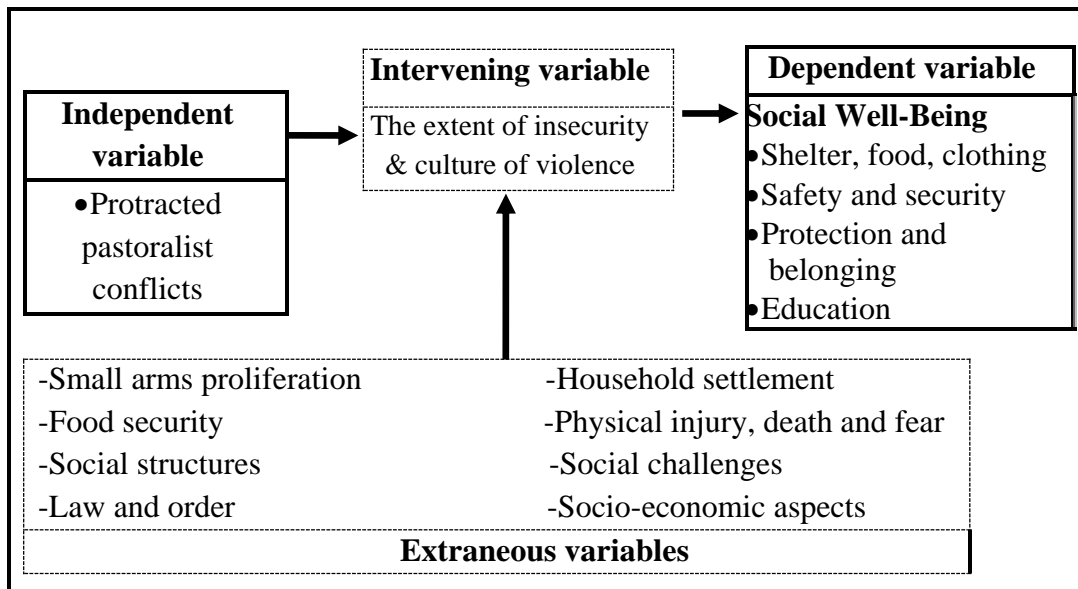 Independent
variable
•Protracted
pastoralist
conflicts
Intervening variable
The extent of insecurity
& culture of violence
Dependent variable
Social Well-Being
•Shelter, food, clothing
•Safety and security
•Protection and
belonging
•Education
-Small arms proliferation
-Food security
-Social structures
-Law and order
-Household settlement
-Physical injury, death and fear
-Social challenges
-Socio-economic aspects
Extraneous variables